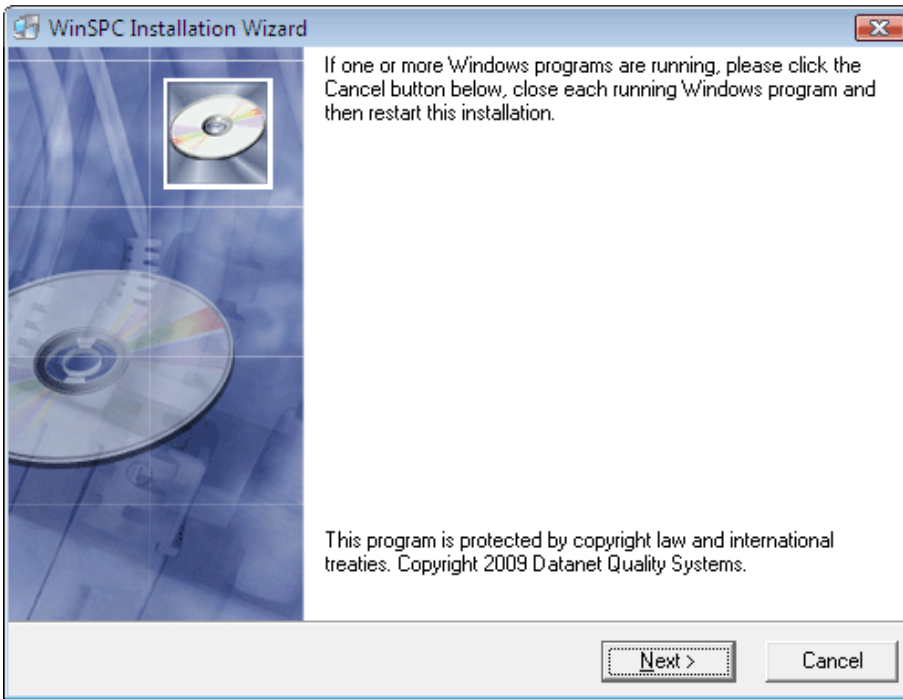 WinSPC Installation Wizard
If one or more Windows programs are running, please click the
Cancel button below, close each running Windows program and
then restart this installation.
This program is protected by copyright law and international
treaties. Copyright 2009 Datanet Quality Systems.
Next >
Cancel